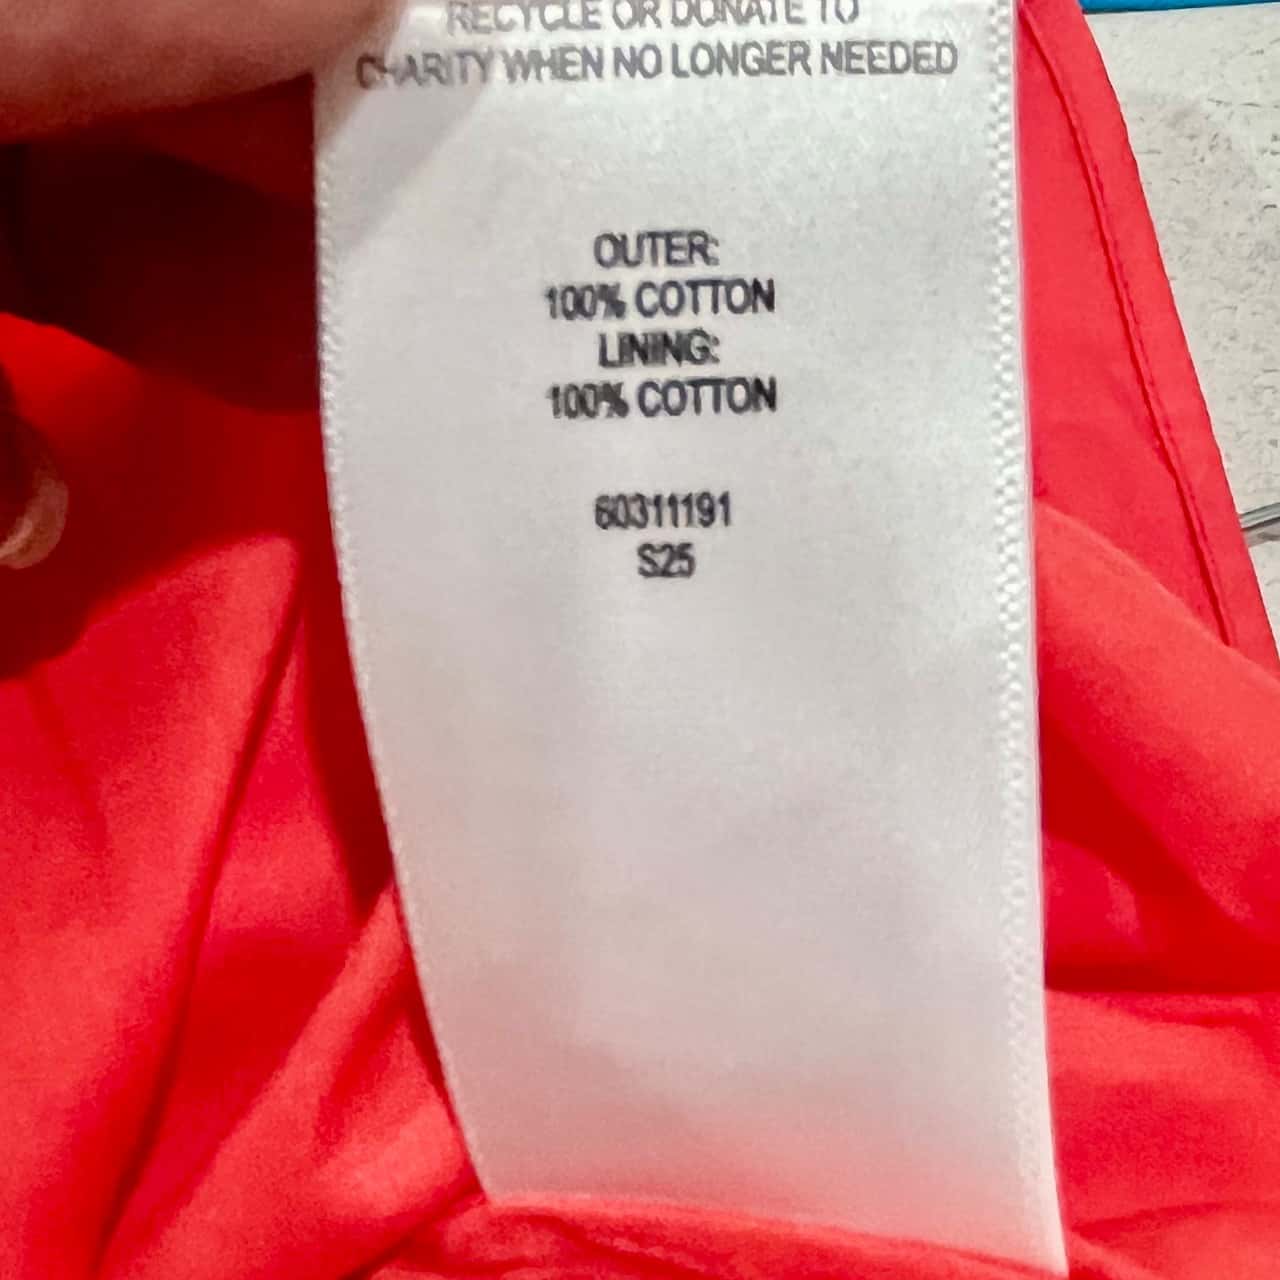 RECYCLE OR DONATE TO
CHARITY WHEN NO LONGER NEEDED
OUTER:
100% COTTON
LINING:
100% COTTON
60311191
S25